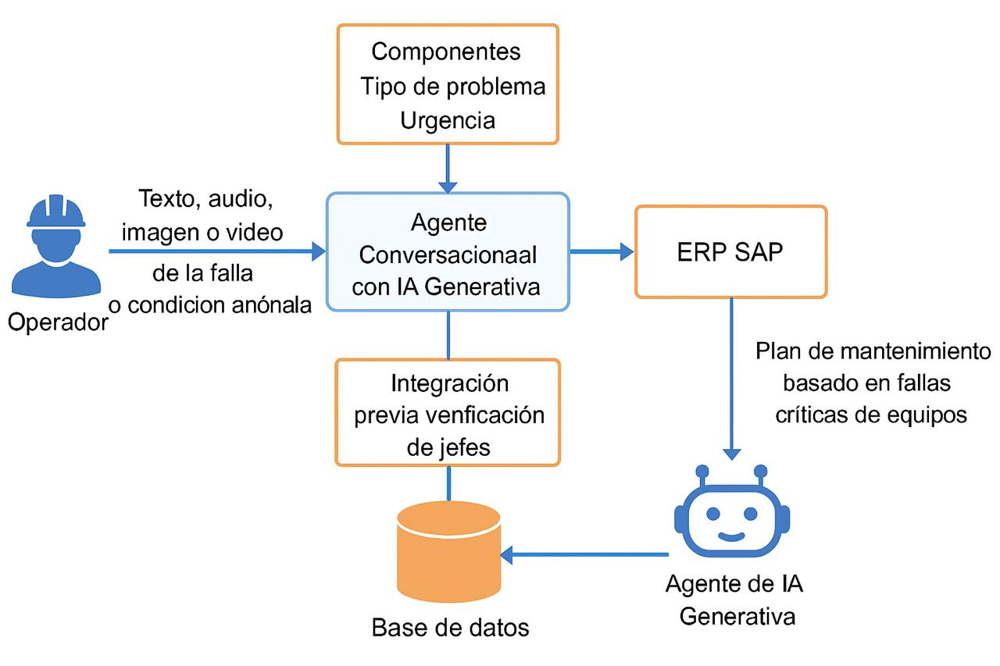 Componentes
Tipo de problema
Urgencia
Texto, audio,
imagen o video
de la falla
o condicion anónala
Operador
Agente
Conversacionaal
con IA Generativa
ERP SAP
Integración
previa venficación
de jefes
Plan de mantenimiento
basado en fallas
críticas de equipos
Base de datos
Agente de IA
Generativa